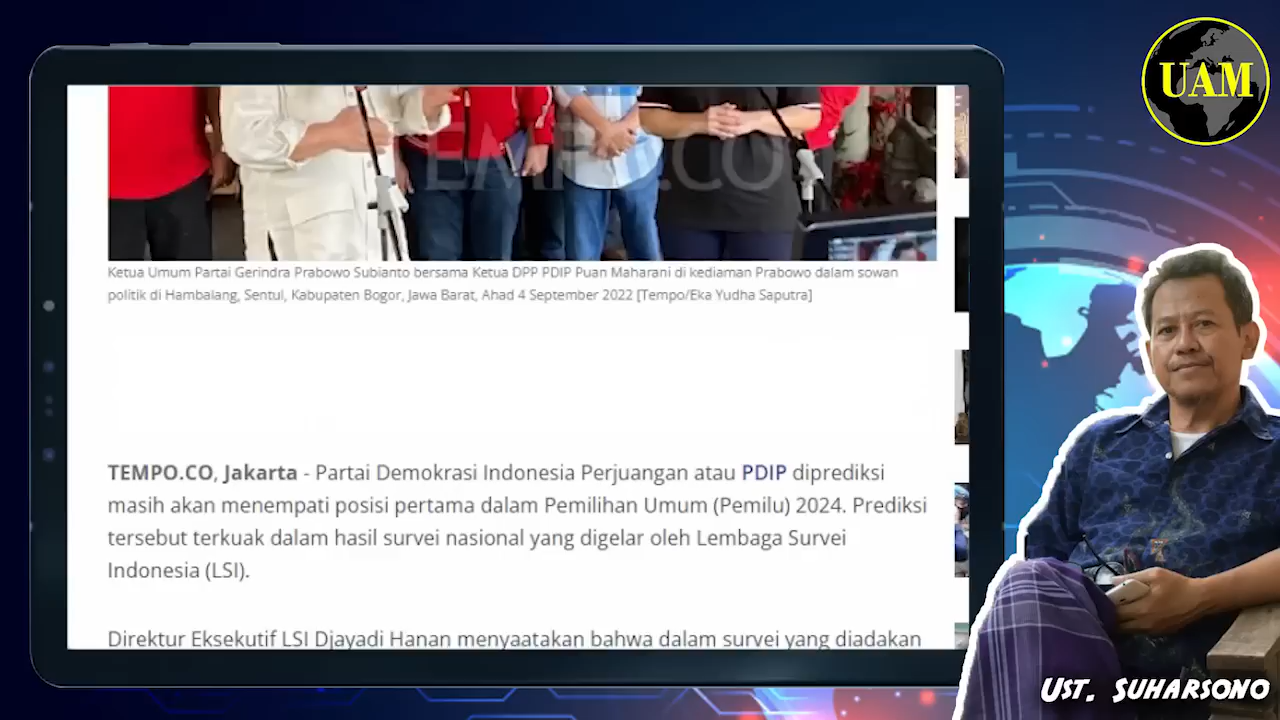 UAM
TEMPO.CO
Ketua Umum Partai Gerindra Prabowo Subianto bersama Ketua DPP PDIP Puan Maharani di kediaman Prabowo dalam sowan
politik di Hambalang, Sentul, Kabupaten Bogor, Jawa Barat, Ahad 4 September 2022 [Tempo/Eka Yudha Saputra]
TEMPO.CO, Jakarta - Partai Demokrasi Indonesia Perjuangan atau PDIP diprediksi
masih akan menempati posisi pertama dalam Pemilihan Umum (Pemilu) 2024. Prediksi
tersebut terkuak dalam hasil survei nasional yang digelar oleh Lembaga Survei
Indonesia (LSI).
Direktur Eksekutif LSI Djayadi Hanan menyaatakan bahwa dalam survei yang diadakan
UST. SUHARSONO